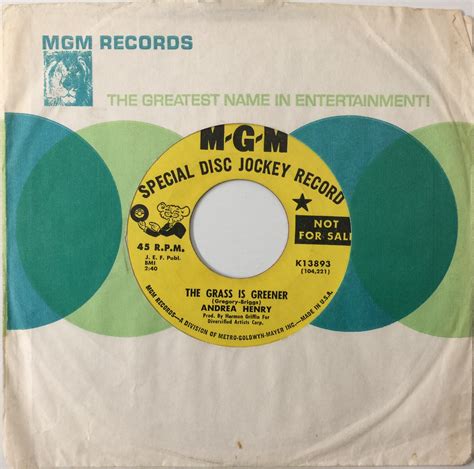 MGM RECORDS
THE GREATEST NAME IN ENTERTAINMENT!
M-G-M
SPECIAL DISC JOCKEY RECORD
NOT
FOR SALE
45 R.P.M.
J. E. F. Publ.
BMI
2:40
K13893
(104,221)
THE GRASS IS GREENER
(Gregory-Briggs)
ANDREA HENRY
Prod. By Herman Griffin For
Diversified Artists Corp.
MGM RECORDS—A DIVISION OF METRO-GOLDWYN-MAYER INC.—MADE IN U.S.A.